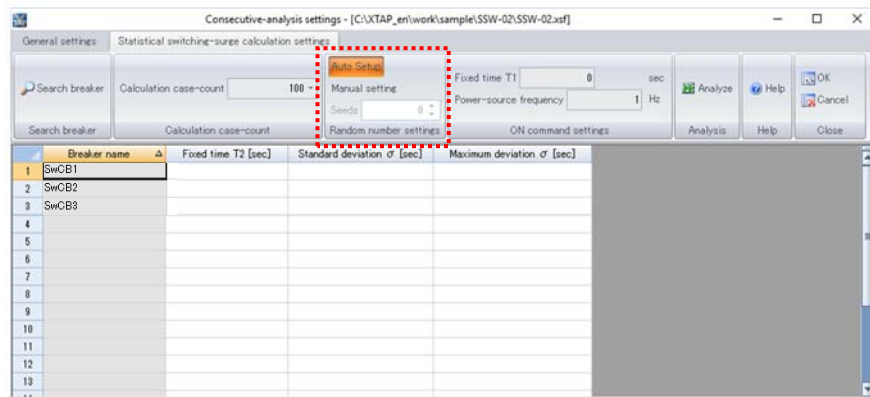 Consecutive-analysis settings - [C:\XTAP_en\work\sample\SSW-02\SSW-02.xsf]
General settings Statistical switching-surge calculation settings
Search breaker
Search breaker
Calculation case-count 100
Calculation case-count
Auto Setup
Manual setting
Seeds 0
Random number settings
Fixed time T1 0 sec
Power-source frequency 1 Hz
ON command settings
Analyze
Analysis
Help
Help
OK
Cancel
Close
Breaker name Fixed time T2 [sec] Standard deviation σ [sec] Maximum deviation σ [sec]
1 SwCB1
2 SwCB2
3 SwCB3
4
5
6
7
8
9
10
11
12
13